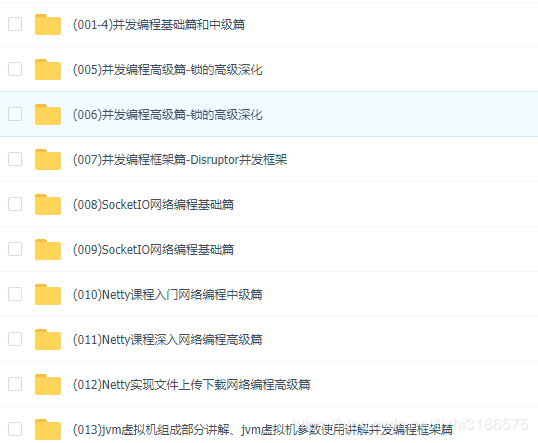 (001-4)并发编程基础篇和中级篇
(005)并发编程高级篇-锁的高级深化
(006)并发编程高级篇-锁的高级深化
(007)并发编程框架篇-Disruptor并发框架
(008)SocketIO网络编程基础篇
(009)SocketIO网络编程基础篇
(010)Netty课程入门网络编程中级篇
(011)Netty课程深入网络编程高级篇
(012)Netty实现文件上传下载网络编程高级篇
(013)jvm虚拟机组成部分讲解、jvm虚拟机参数使用讲解并发编程框架篇